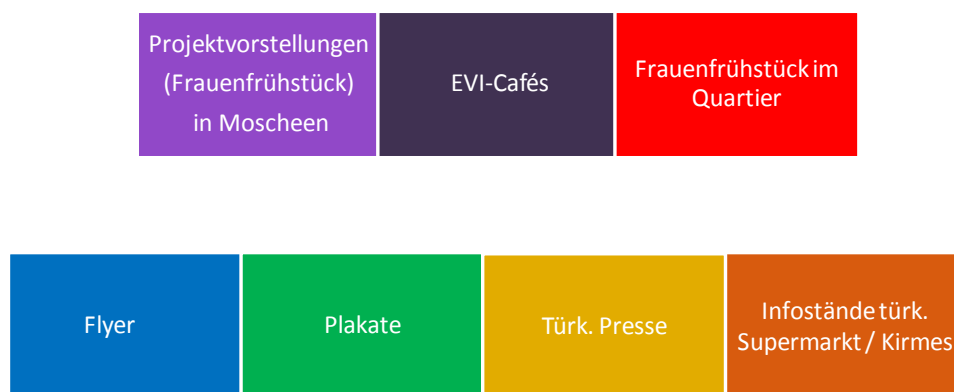 Projektvorstellungen
(Frauenfrühstück)
in Moscheen
EVI-Cafés
Frauenfrühstück im
Quartier
Flyer
Plakate
Türk. Presse
Infostände türk.
Supermarkt / Kirmes